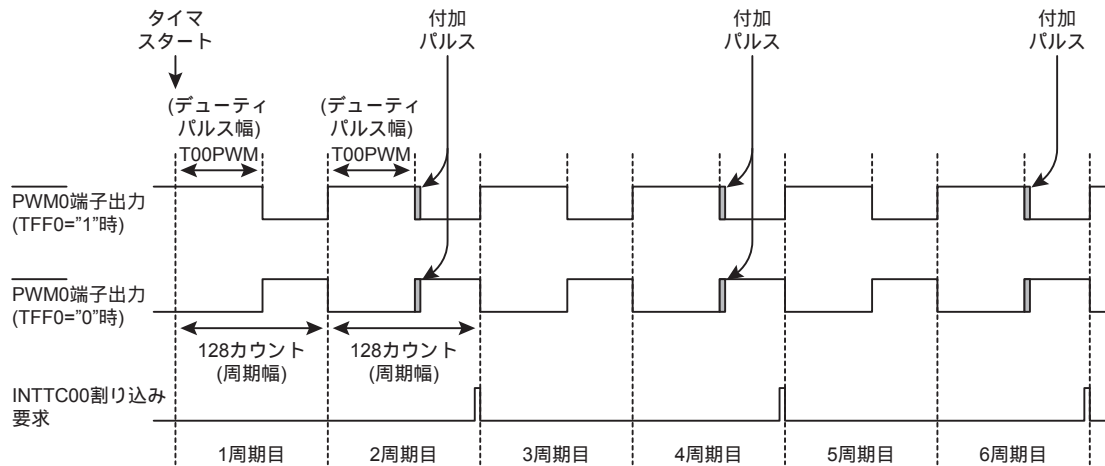 タイマ
スタート
付加
パルス
付加
パルス
付加
パルス
(デューティ
パルス幅)
T00PWM
(デューティ
パルス幅)
T00PWM
PWM0端子出力
(TFF0="1"時)
PWM0端子出力
(TFF0="0"時)
128カウント
(周期幅)
128カウント
(周期幅)
INTTC00割り込み
要求
1周期目
2周期目
3周期目
4周期目
5周期目
6周期目